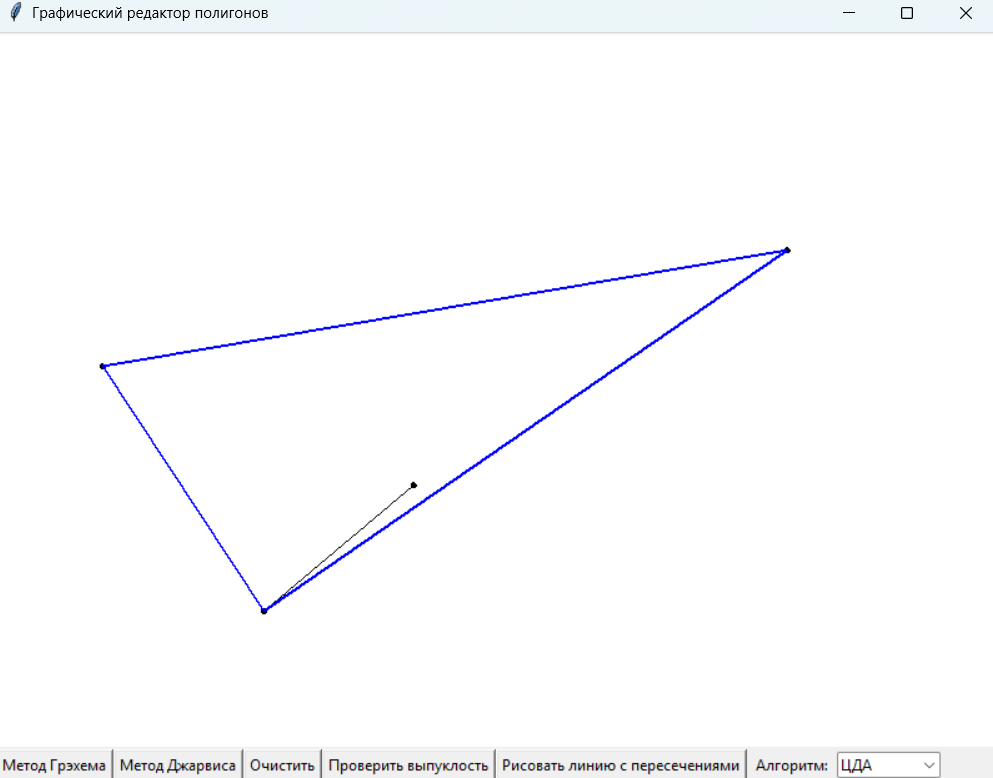 Графический редактор полигонов
Метод Грэхема Метод Джарвиса Очистить Проверить выпуклость Рисовать линию с пересечениями Алгоритм: ЦДА